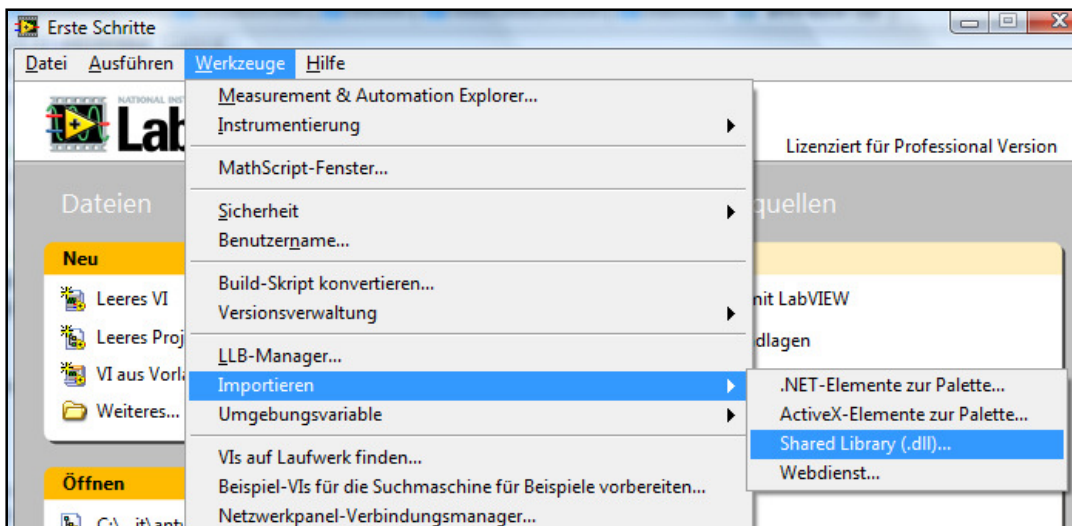 Erste Schritte
Datei Ausführen Werkzeuge Hilfe
NATIONAL
Lab
Lizenziert für Professional Version
Dateien
Neu
Leeres VI
Leeres
VI aus
Weiteres...
Öffnen
Measurement & Automation Explorer...
Instrumentierung
MathScript-Fenster...
Sicherheit
Benutzername...
Build-Skript konvertieren...
Versionsverwaltung
LLB-Manager...
Importieren
Umgebungsvariable
VIs auf Laufwerk finden...
Beispiel-VIs für die Suchmaschine für Beispiele vorbereiten...
Netzwerkpanel-Verbindungsmanager...
.NET-Elemente zur Palette...
ActiveX-Elemente zur Palette...
Shared Library (.dll)...
Webdienst...
quellen
mit LabVIEW
dlagen